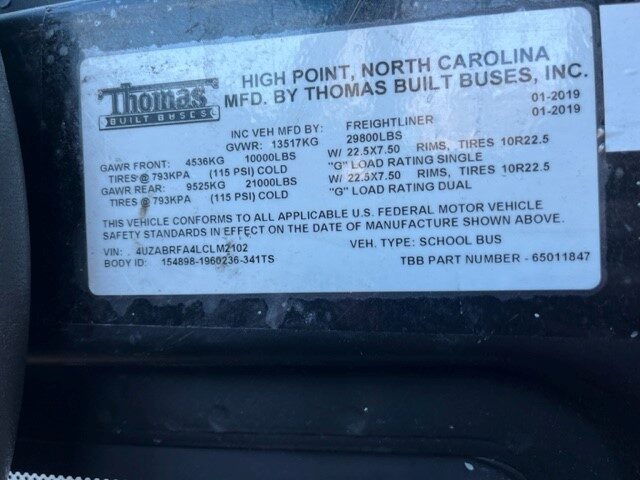 Thomas
BUILT BUSES
HIGH POINT, NORTH CAROLINA
MFD. BY THOMAS BUILT BUSES, INC.
01-2019
INC VEH MFD BY: FREIGHTLINER 01-2019
GVWR: 13517KG 29800LBS
GAWR FRONT: 4536KG 10000LBS W/ 22.5X7.50 RIMS, TIRES 10R22.5
TIRES @ 793KPA (115 PSI) COLD "G" LOAD RATING SINGLE
GAWR REAR: 9525KG 21000LBS W/ 22.5X7.50 RIMS, TIRES 10R22.5
TIRES @ 793KPA (115 PSI) COLD "G" LOAD RATING DUAL
THIS VEHICLE CONFORMS TO ALL APPLICABLE U.S. FEDERAL MOTOR VEHICLE
SAFETY STANDARDS IN EFFECT ON THE DATE OF MANUFACTURE SHOWN ABOVE.
VIN: 4UZABRFA4LCLM2102 VEH. TYPE: SCHOOL BUS
BODY ID: 154898-1960236-341TS TBB PART NUMBER - 65011847